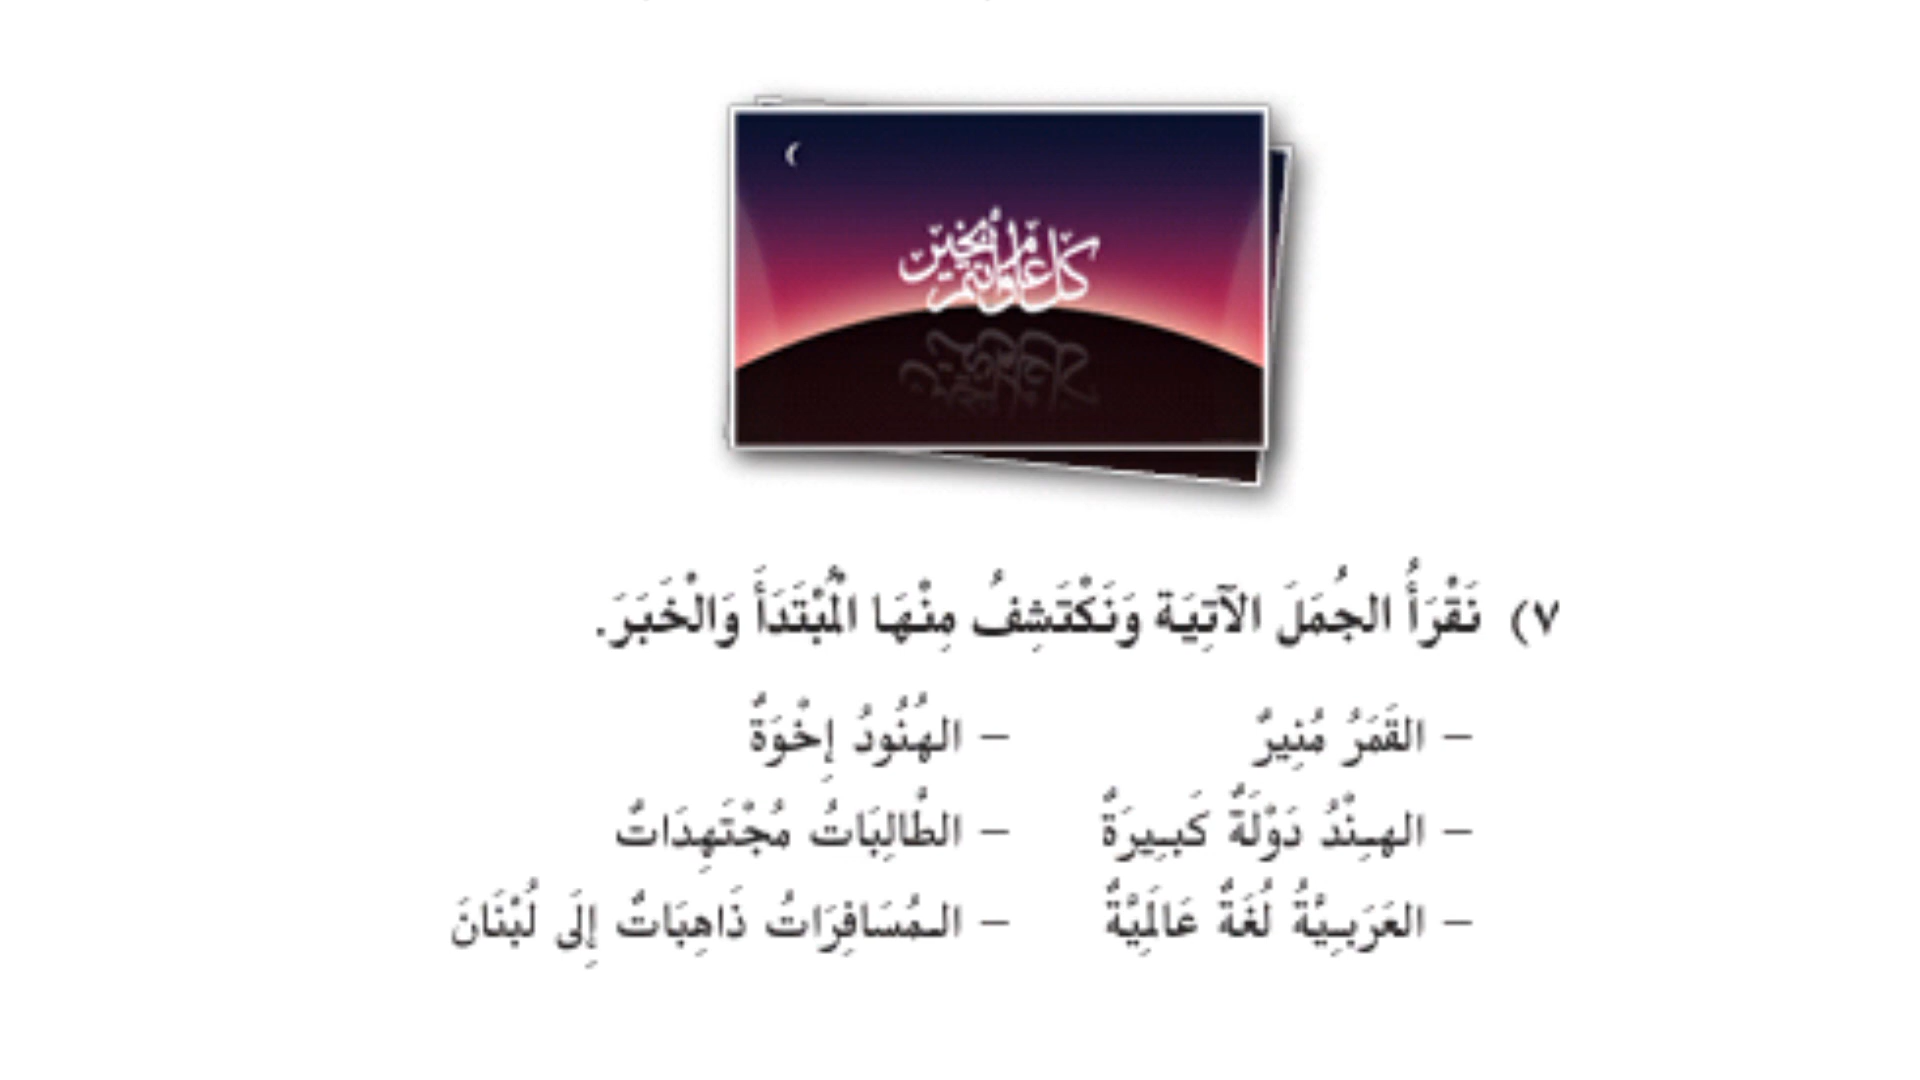 كل عام وأنتم بخير
٧) نَقْرَأُ الجُمَلَ الآتِيَة وَنَكْتَشِفُ مِنْهَا الْمُبْتَدَأَ وَالْخَبَرَ.
– القَمَرُ مُنِيرٌ
– الهِنْدُ دَوْلَةٌ كَبِيرَةٌ
– العَرَبِيَّةُ لُغَةٌ عَالَمِيَّةٌ
– الهُنُودُ إِخْوَةٌ
– الطَّالِبَاتُ مُجْتَهِدَاتٌ
– المُسَافِرَاتُ ذَاهِبَاتٌ إِلَى لُبْنَانَ